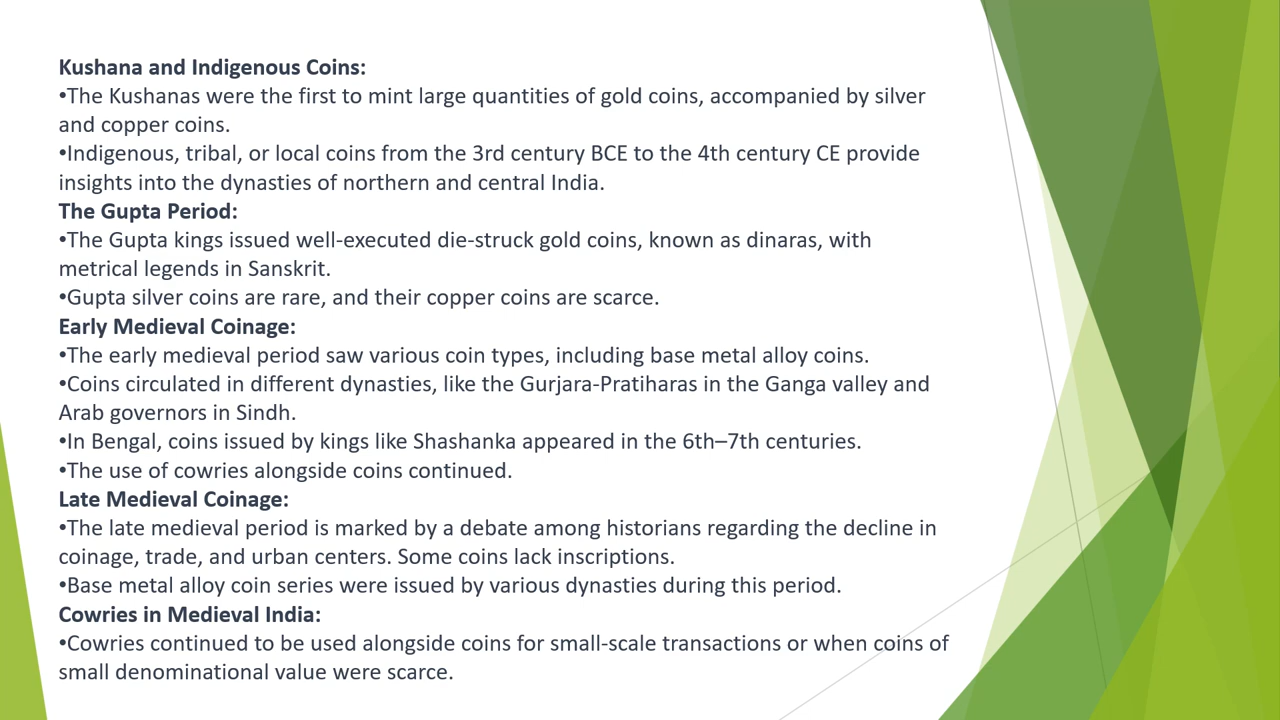 Kushana and Indigenous Coins:
•The Kushanas were the first to mint large quantities of gold coins, accompanied by silver
and copper coins.
•Indigenous, tribal, or local coins from the 3rd century BCE to the 4th century CE provide
insights into the dynasties of northern and central India.
The Gupta Period:
•The Gupta kings issued well-executed die-struck gold coins, known as dinaras, with
metrical legends in Sanskrit.
•Gupta silver coins are rare, and their copper coins are scarce.
Early Medieval Coinage:
•The early medieval period saw various coin types, including base metal alloy coins.
•Coins circulated in different dynasties, like the Gurjara-Pratiharas in the Ganga valley and
Arab governors in Sindh.
•In Bengal, coins issued by kings like Shashanka appeared in the 6th–7th centuries.
•The use of cowries alongside coins continued.
Late Medieval Coinage:
•The late medieval period is marked by a debate among historians regarding the decline in
coinage, trade, and urban centers. Some coins lack inscriptions.
•Base metal alloy coin series were issued by various dynasties during this period.
Cowries in Medieval India:
•Cowries continued to be used alongside coins for small-scale transactions or when coins of
small denominational value were scarce.